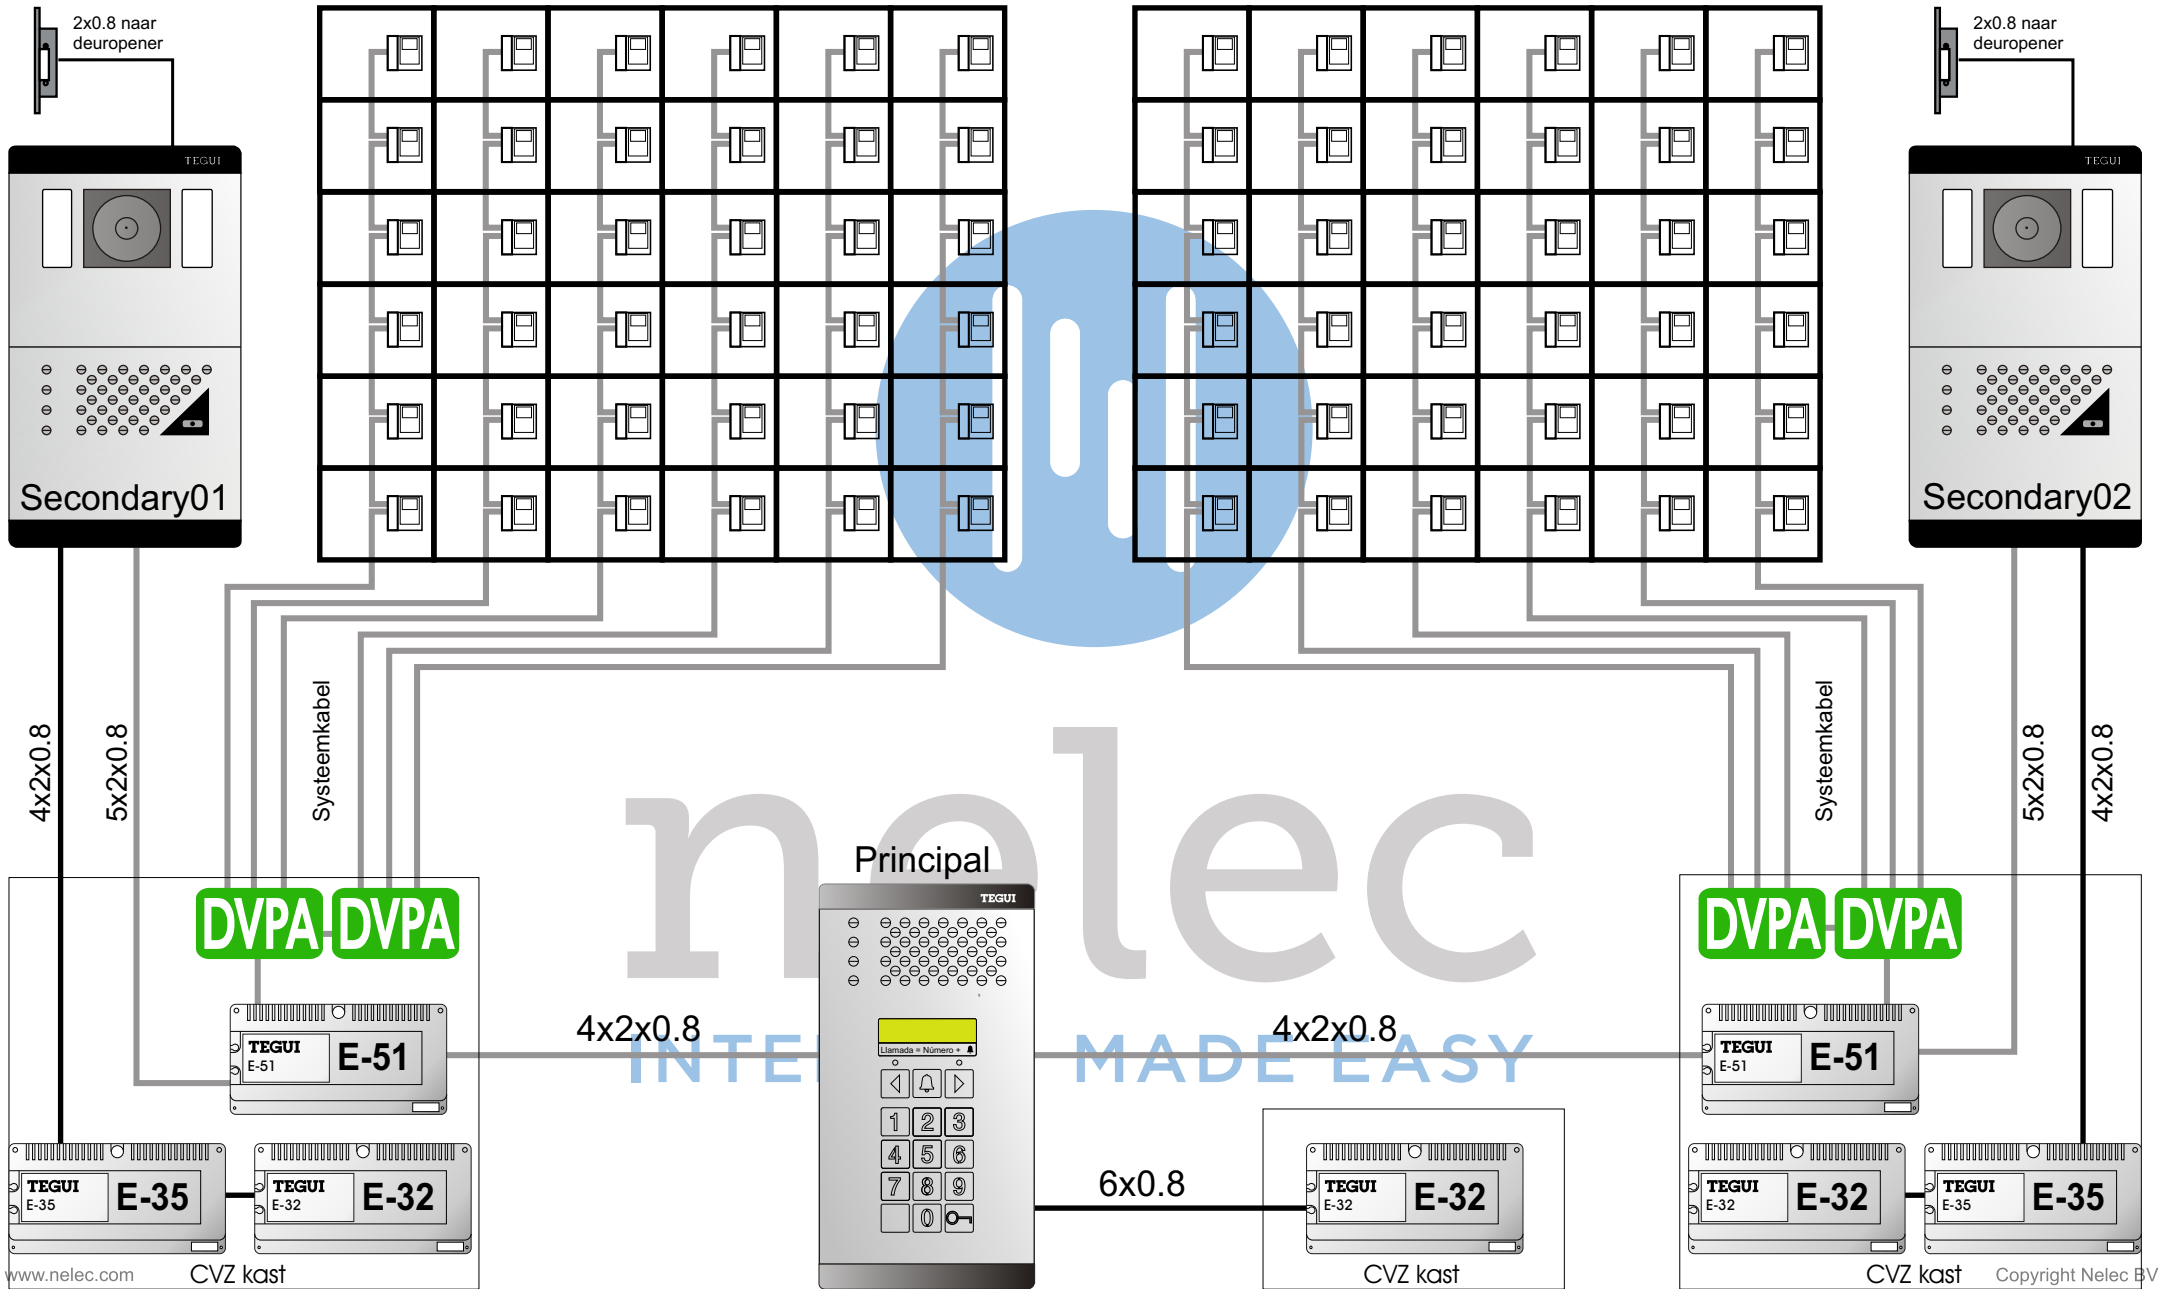 2x0.8 naar
deuropener
2x0.8 naar
deuropener
TEGUI
TEGUI
Secondary01
Secondary02
4x2x0.8
5x2x0.8
Systeemkabel
Systeemkabel
5x2x0.8
4x2x0.8
nelec
Principal
DVPA
DVPA
TEGUI
DVPA
DVPA
4x2x0.8
4x2x0.8
INTE MADE EASY
Llamada = Número +
TEGUI
E-51
E-51
TEGUI
E-51
E-51
1 2 3
4 5 6
7 8 9
0
TEGUI
E-35
E-35
TEGUI
E-32
E-32
6x0.8
TEGUI
E-32
E-32
TEGUI
E-32
E-32
TEGUI
E-35
E-35
www.nelec.com
CVZ kast
CVZ kast
CVZ kast
Copyright Nelec BV